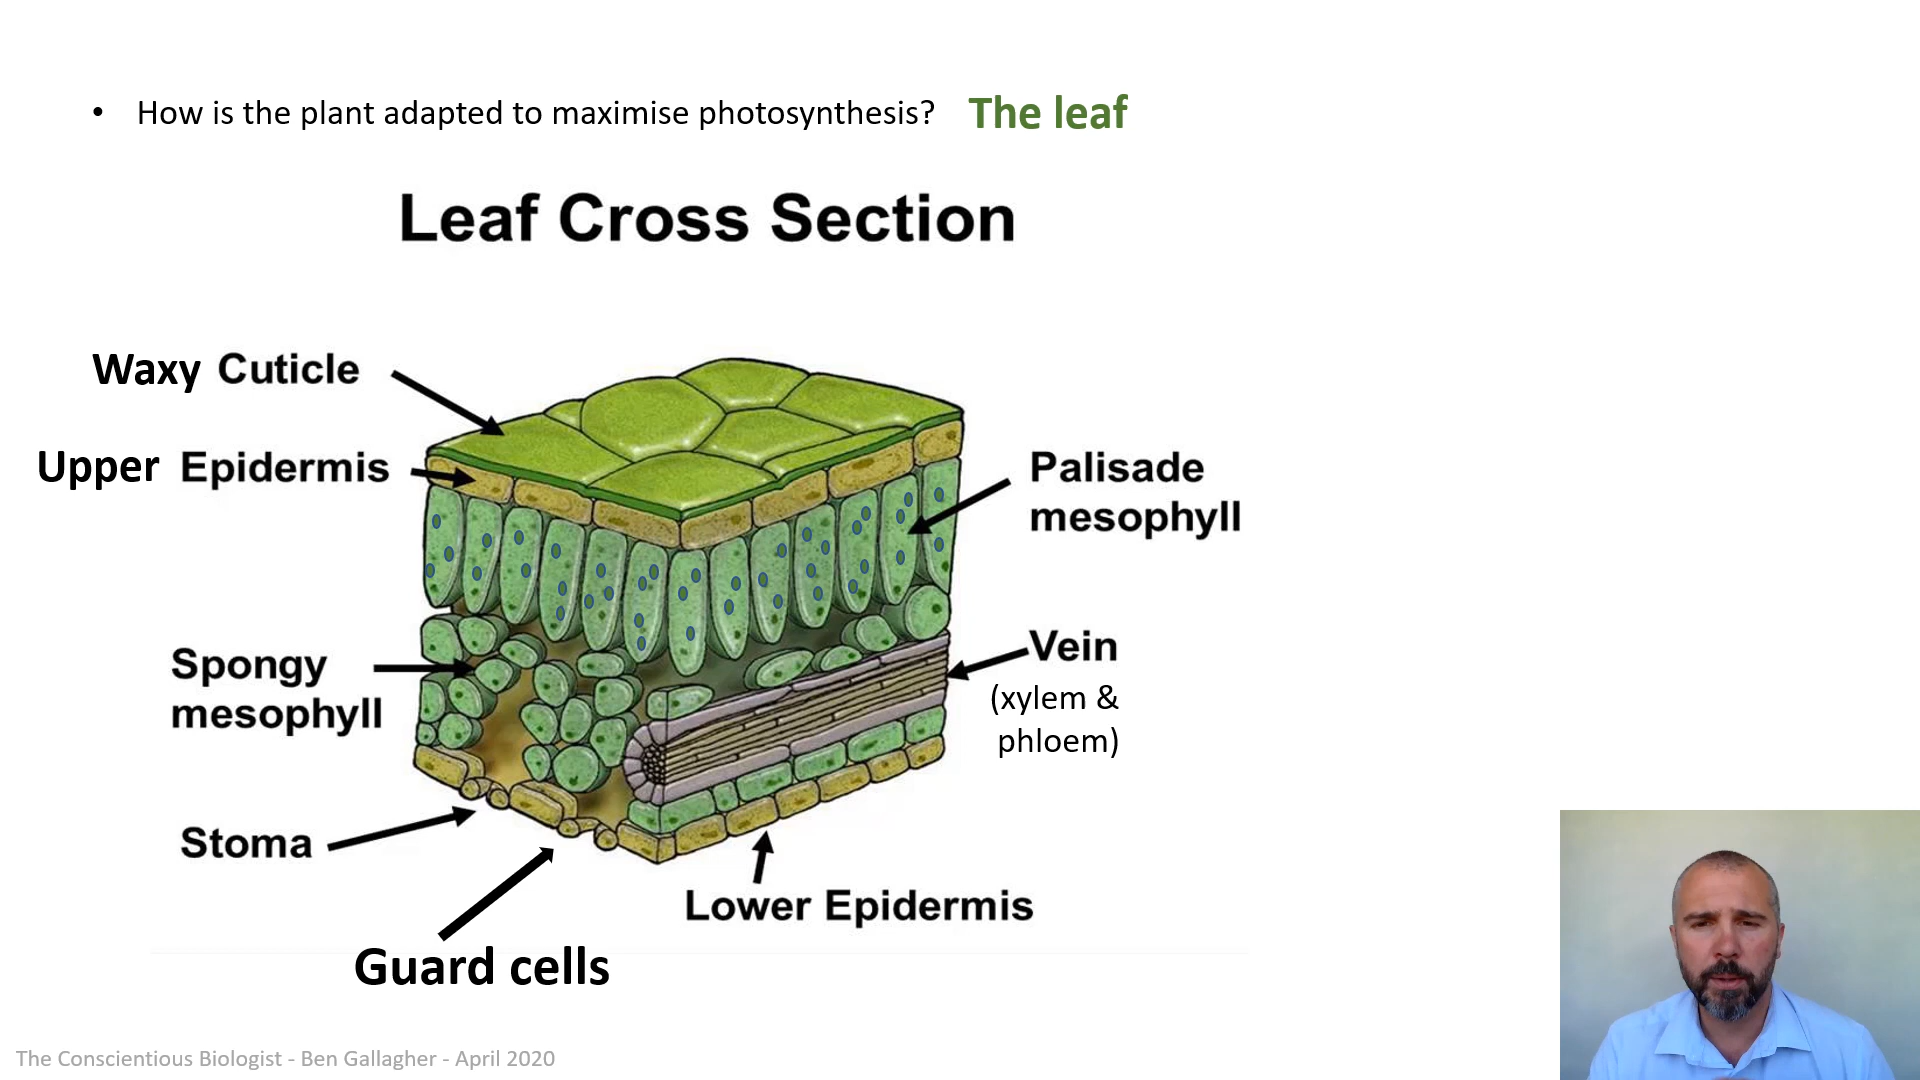 • How is the plant adapted to maximise photosynthesis? The leaf
Leaf Cross Section
Waxy Cuticle
Upper Epidermis
Palisade
mesophyll
Spongy
mesophyll
Vein
(xylem &
phloem)
Stoma
Lower Epidermis
Guard cells
The Conscientious Biologist - Ben Gallagher - April 2020